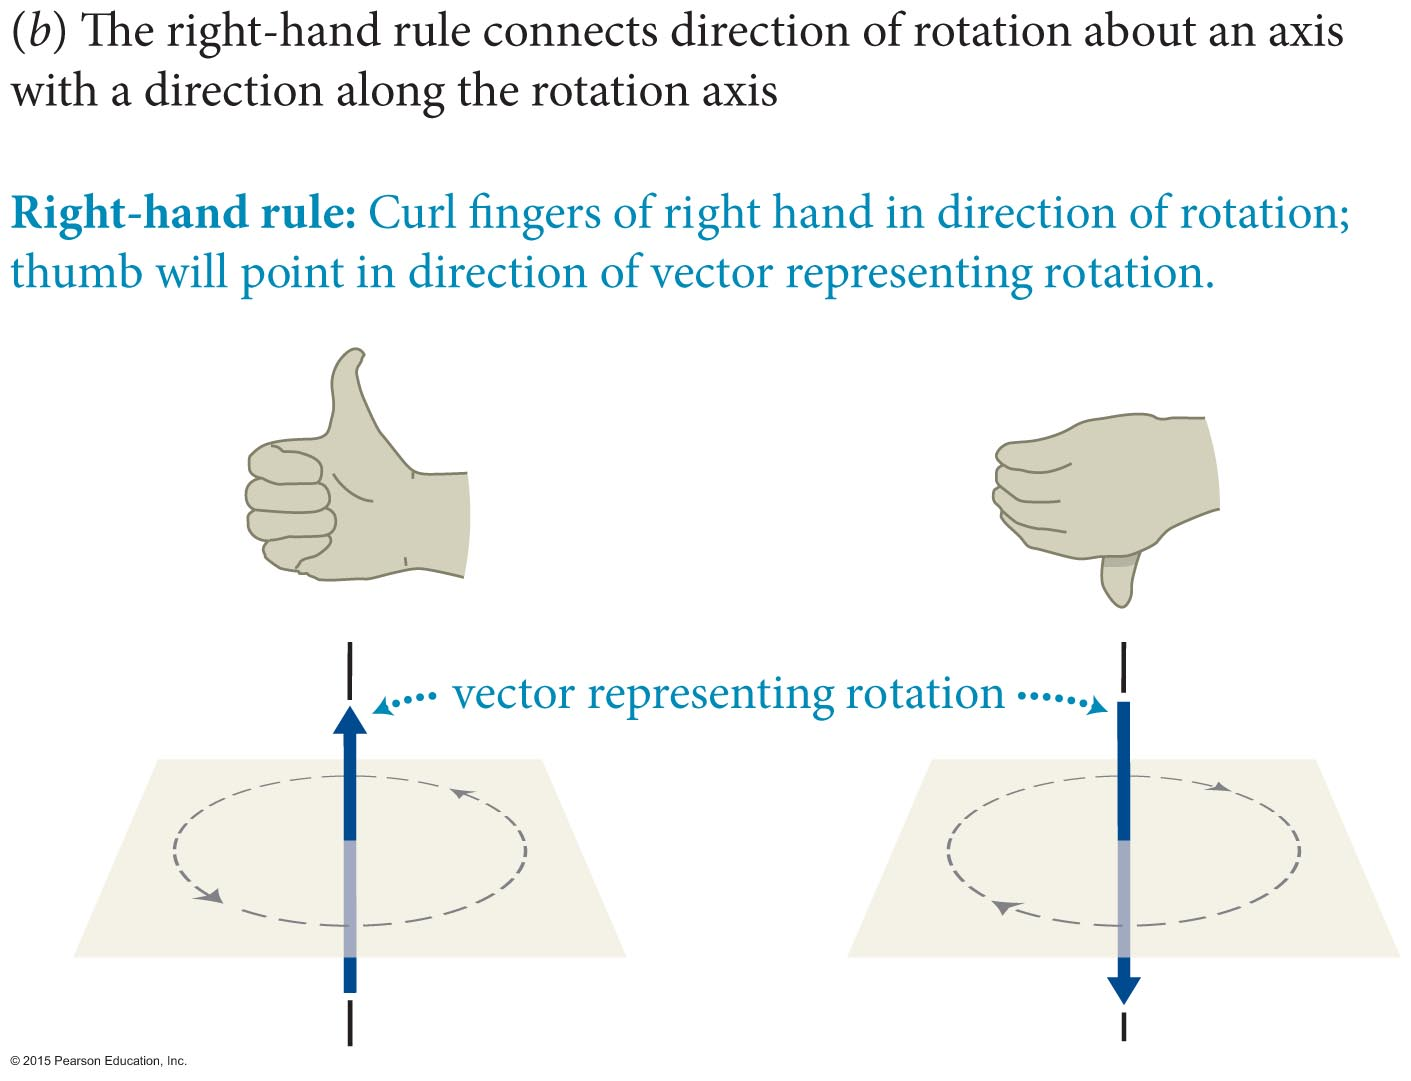 (b) The right-hand rule connects direction of rotation about an axis
with a direction along the rotation axis
Right-hand rule: Curl fingers of right hand in direction of rotation;
thumb will point in direction of vector representing rotation.
vector representing rotation
© 2015 Pearson Education, Inc.